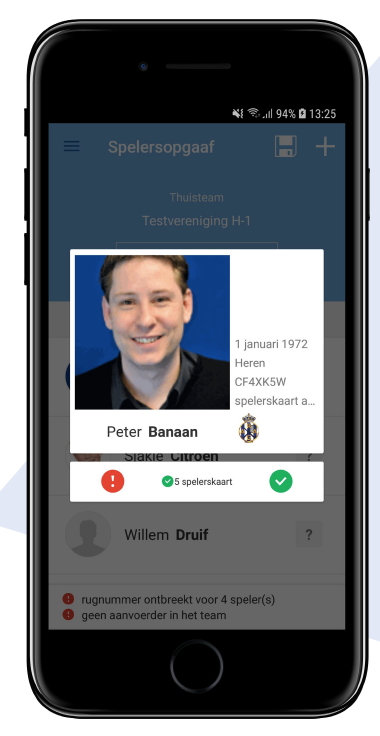 94% 13:25
Spelersopgaaf
Thuisteam
Testvereniging H-1
1 januari 1972
Heren
CF4XK5W
spelerskaart a...
Peter Banaan
Sjakie Citroen ?
5 spelerskaart
Willem Druif ?
rugnummer ontbreekt voor 4 speler(s)
geen aanvoerder in het team